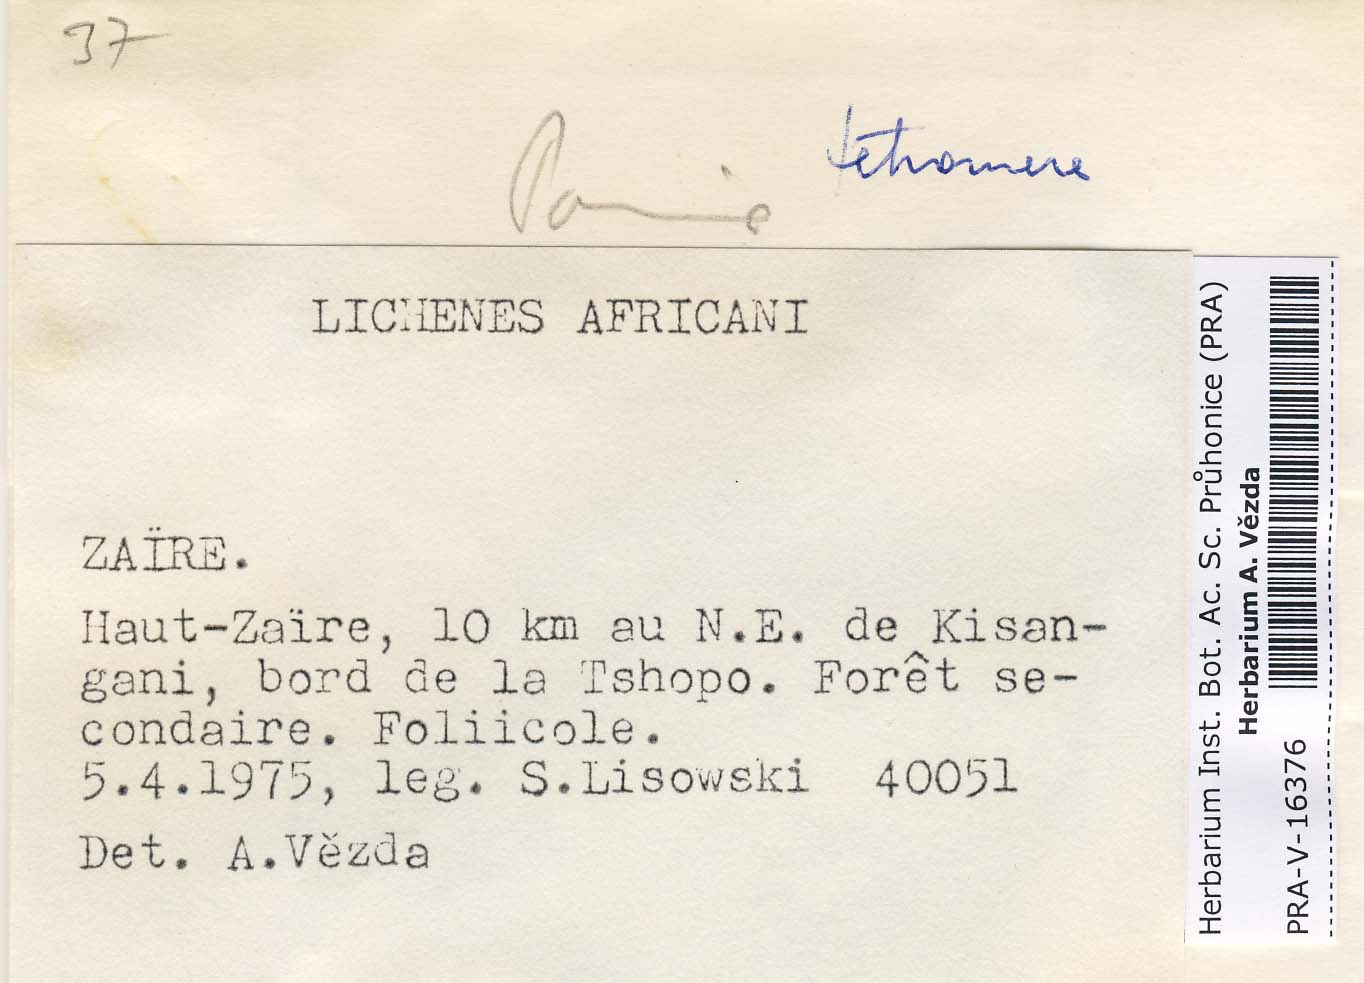 37
tetramere
LICHENES AFRICANI
ZAÏRE.
Haut-Zaïre, 10 km au N.E. de Kisan-
gani, bord de la Tshopo. Forêt se-
condaire. Foliicole.
5.4.1975, leg. S.Lisowski 40051
Det. A.Vězda
Herbarium Inst. Bot. Ac. Sc. Průhonice (PRA)
Herbarium A. Vězda
PRA-V-16376